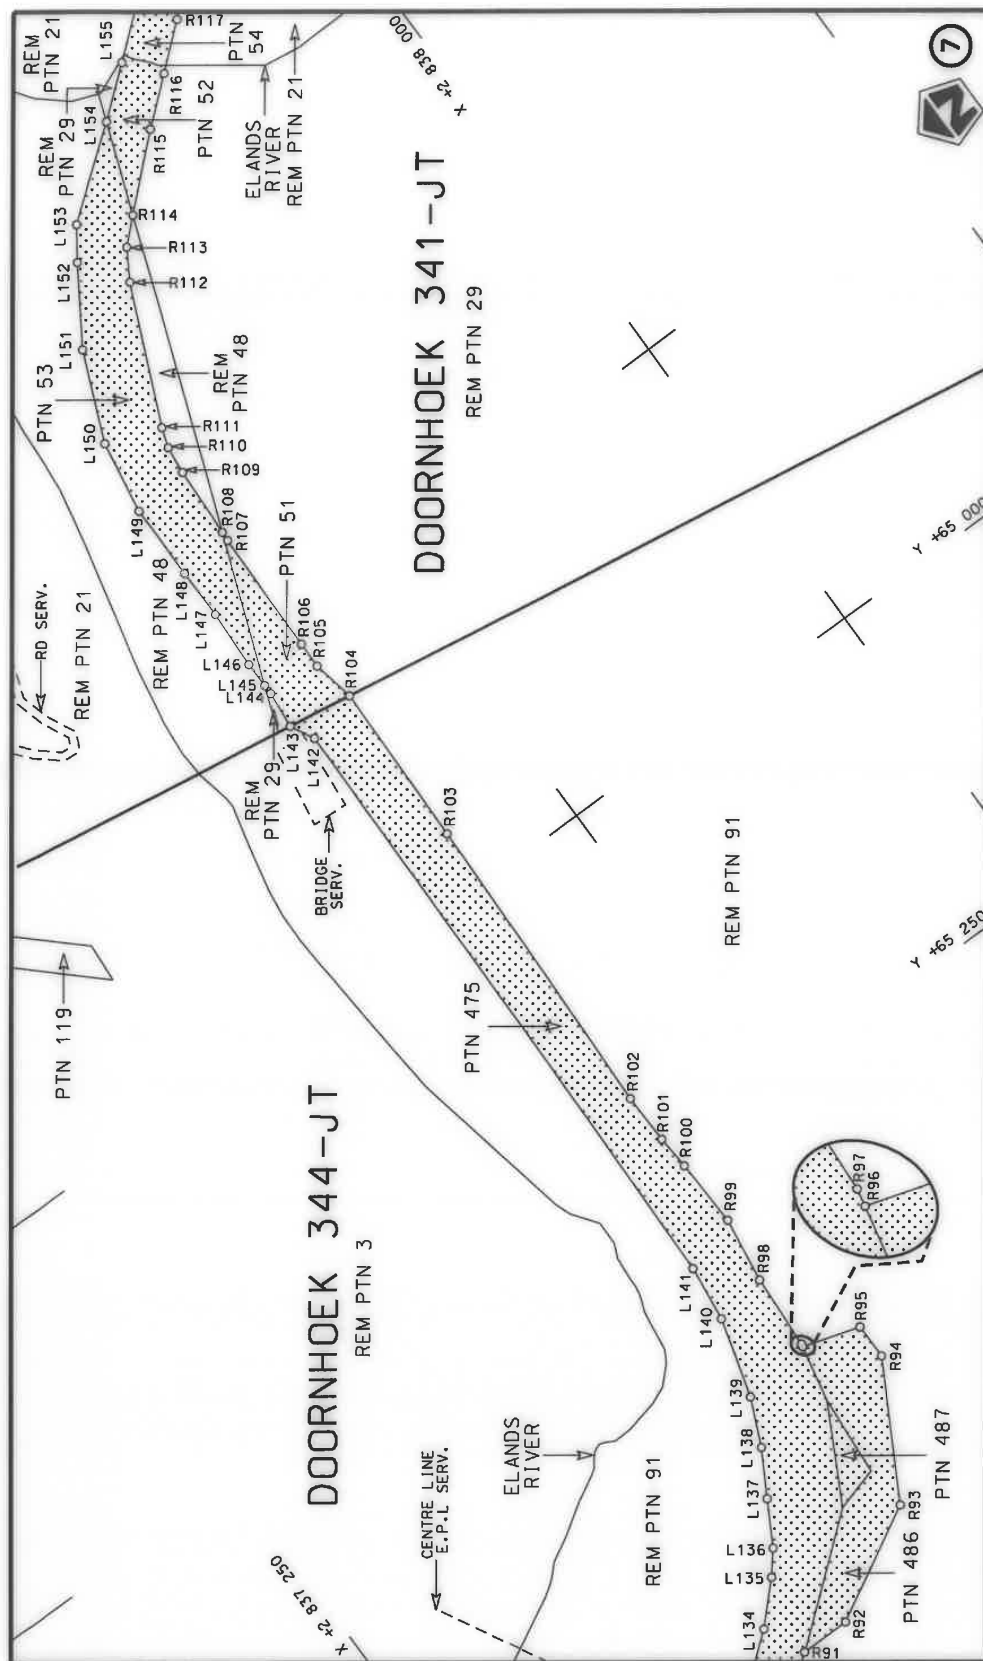 L155
REM
PTN 21
REM
PTN 29
L154
R117
PTN
54
R116
PTN 52
R115
ELANDS
RIVER
REM PTN 21
X +2 838 000
7
L153
L152
R114
R113
R112
L151
PTN 53
REM
PTN 48
L150
R111
R110
R109
L149
R108
R107
PTN 51
DOORNHOEK 341-JT
REM PTN 29
RD SERV.
REM PTN 21
REM PTN 48
L148
L147
L146
L145
L144
R106
R105
R104
L143
L142
REM
PTN 29
BRIDGE
SERV.
Y +65 000
R103
REM PTN 91
Y +65 250
PTN 119
PTN 475
DOORNHOEK 344-JT
REM PTN 3
R102
R101
R100
R99
R98
R97
R96
L141
L140
R95
R94
L139
L138
L137
L136
L135
L134
ELANDS
RIVER
CENTRE LINE
E.P.L SERV.
REM PTN 91
X +2 837 250
PTN 487
R93
PTN 486
R92
R91